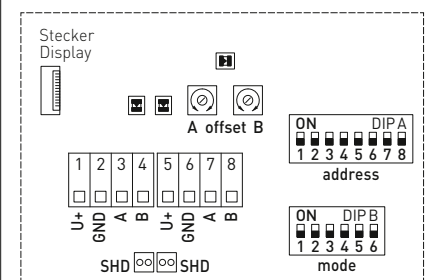 Stecker
Display
A offset B
ON DIP A
1 2 3 4 5 6 7 8
address
1 2 3 4 5 6 7 8
U+ GND A B U+ GND A B
ON DIP B
1 2 3 4 5 6
mode
SHD SHD